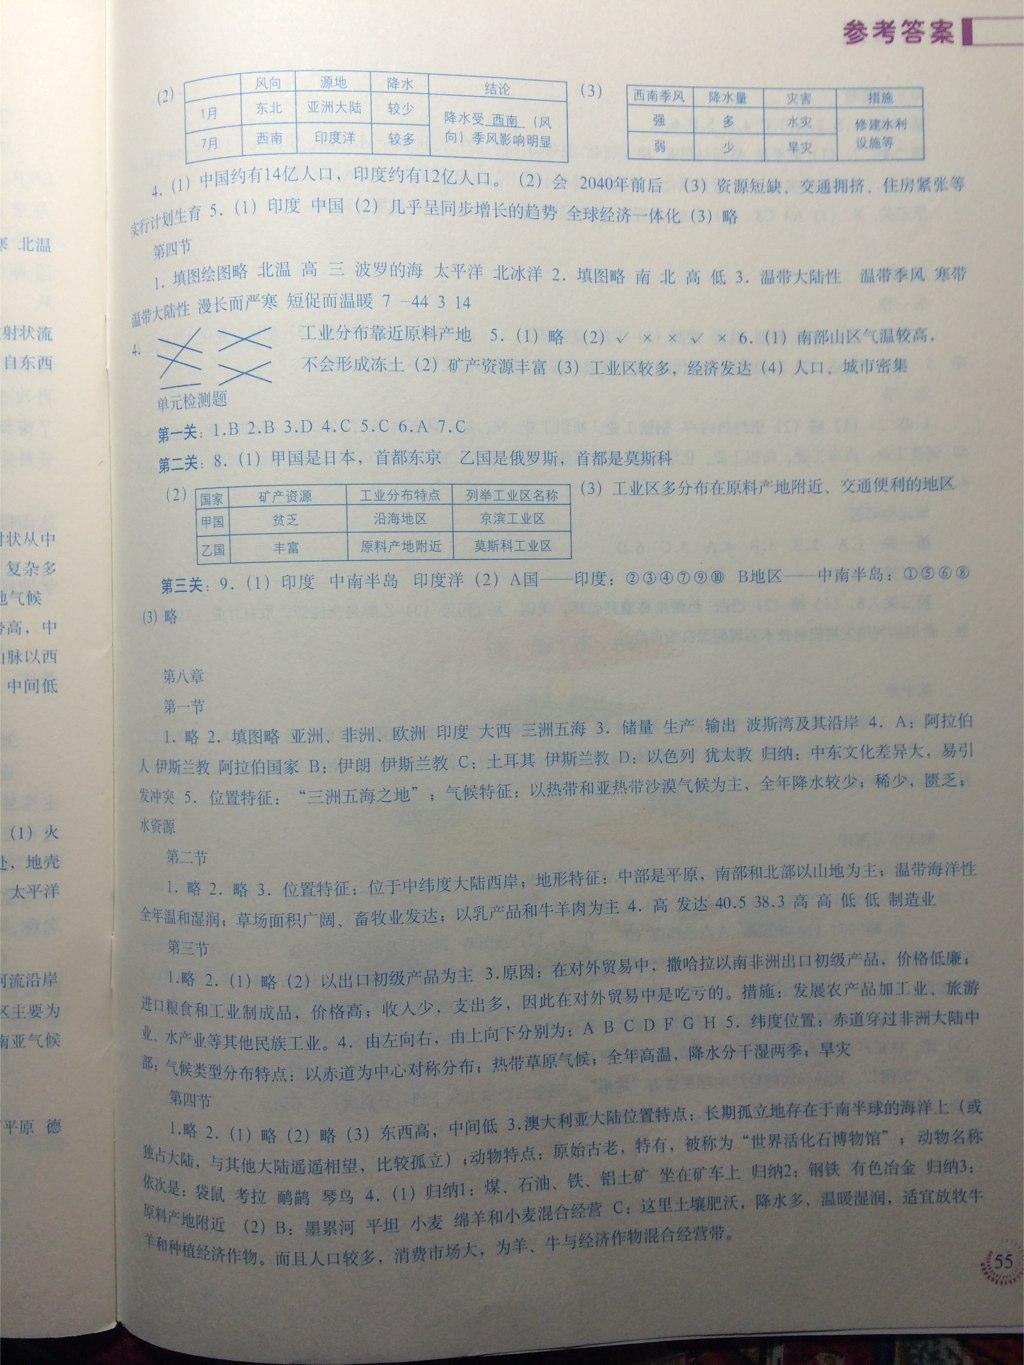 参考答案
(2)
风向 源地 降水 结论
1月 东北 亚洲大陆 较少 降水受 西南 (风
7月 西南 印度洋 较多 向)季风影响明显
(3)
西南季风 降水量 灾害 措施
强 多 水灾 修建水利
弱 少 旱灾 设施等
4. (1) 中国约有14亿人口,印度约有12亿人口。 (2) 会 2040年前后 (3) 资源短缺、交通拥挤、住房紧张等
实行计划生育 5. (1) 印度 中国 (2) 几乎呈同步增长的趋势 全球经济一体化 (3) 略
第四节
1. 填图绘图略 北温 高 三 波罗的海 太平洋 北冰洋 2. 填图略 南 北 高 低 3. 温带大陆性 温带季风 寒带
温带大陆性 漫长而严寒 短促而温暖 7 -44 3 14
4. 工业分布靠近原料产地 5. (1) 略 (2) ✓ × × ✓ × 6. (1) 南部山区气温较高,
不会形成冻土 (2) 矿产资源丰富 (3) 工业区较多,经济发达 (4) 人口、城市密集
单元检测题
第一关: 1.B 2.B 3.D 4.C 5.C 6.A 7.C
第二关: 8. (1) 甲国是日本,首都东京 乙国是俄罗斯,首都是莫斯科
(2)
国家 矿产资源 工业分布特点 列举工业区名称
甲国 贫乏 沿海地区 京滨工业区
乙国 丰富 原料产地附近 莫斯科工业区
(3) 工业区多分布在原料产地附近、交通便利的地区
第三关: 9. (1) 印度 中南半岛 印度洋 (2) A国——印度: ②③④⑦⑨⑩ B地区——中南半岛: ①⑤⑥⑧
(3) 略
第八章
第一节
1. 略 2. 填图略 亚洲、非洲、欧洲 印度 大西 三洲五海 3. 储量 生产 输出 波斯湾及其沿岸 4. A: 阿拉伯
人 伊斯兰教 阿拉伯国家 B: 伊朗 伊斯兰教 C: 土耳其 伊斯兰教 D: 以色列 犹太教 归纳: 中东文化差异大,易引
发冲突 5. 位置特征: “三洲五海之地”; 气候特征: 以热带和亚热带沙漠气候为主,全年降水较少; 稀少,匮乏;
水资源
第二节
1. 略 2. 略 3. 位置特征: 位于中纬度大陆西岸; 地形特征: 中部是平原,南部和北部以山地为主; 温带海洋性
全年温和湿润; 草场面积广阔、畜牧业发达; 以乳产品和牛羊肉为主 4. 高 发达 40.5 38.3 高 高 低 低 制造业
第三节
1.略 2. (1) 略 (2) 以出口初级产品为主 3.原因: 在对外贸易中,撒哈拉以南非洲出口初级产品,价格低廉;
进口粮食和工业制成品,价格高; 收入少,支出多,因此在对外贸易中是吃亏的。措施: 发展农产品加工业、旅游
业、水产业等其他民族工业。4. 由左向右,由上向下分别为: A B C D F G H 5. 纬度位置: 赤道穿过非洲大陆中
部; 气候类型分布特点: 以赤道为中心对称分布; 热带草原气候; 全年高温,降水分干湿两季; 旱灾
第四节
1.略 2. (1) 略 (2) 略 (3) 东西高,中间低 3.澳大利亚大陆位置特点: 长期孤立地存在于南半球的海洋上 (或
独占大陆,与其他大陆遥遥相望,比较孤立) ;动物特点: 原始古老,特有,被称为“世界活化石博物馆”; 动物名称
依次是: 袋鼠 考拉 鸸鹋 琴鸟 4. (1) 归纳1: 煤、石油、铁、铝土矿 坐在矿车上 归纳2: 钢铁 有色冶金 归纳3:
原料产地附近 (2) B: 墨累河 平坦 小麦 绵羊和小麦混合经营 C: 这里土壤肥沃,降水多,温暖湿润,适宜放牧牛
羊和种植经济作物。而且人口较多,消费市场大,为羊、牛与经济作物混合经营带。
55
北温
射状流
自东西
状从中
复杂多
气候
高,中
脉以西
中间低
(1) 火
地壳
太平洋
河流沿岸
区主要为
南亚气候
平原 德